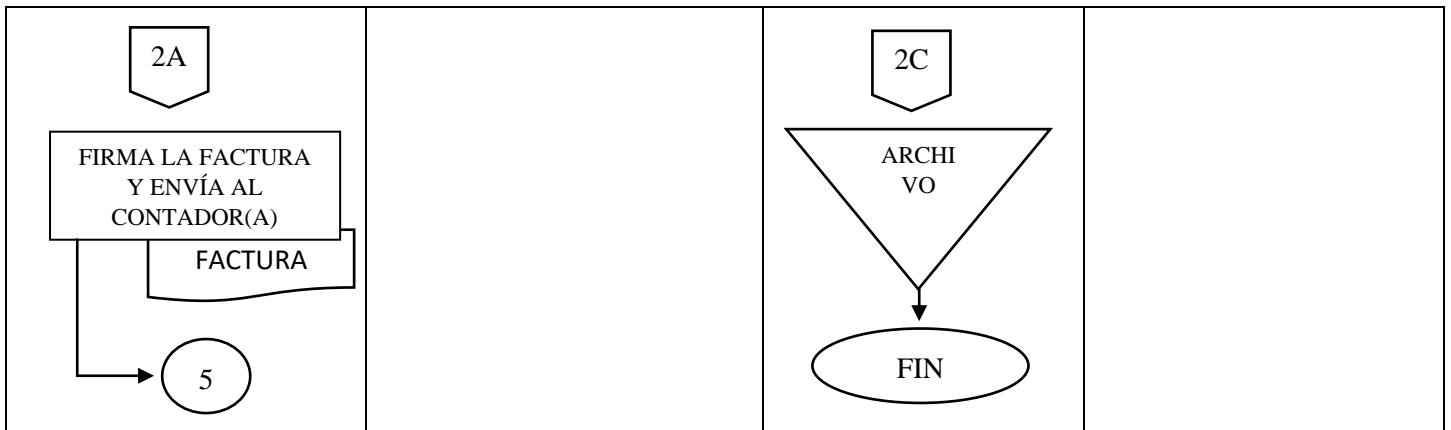 2A
FIRMA LA FACTURA
Y ENVÍA AL
CONTADOR(A)
FACTURA
5
2C
ARCHI
VO
FIN